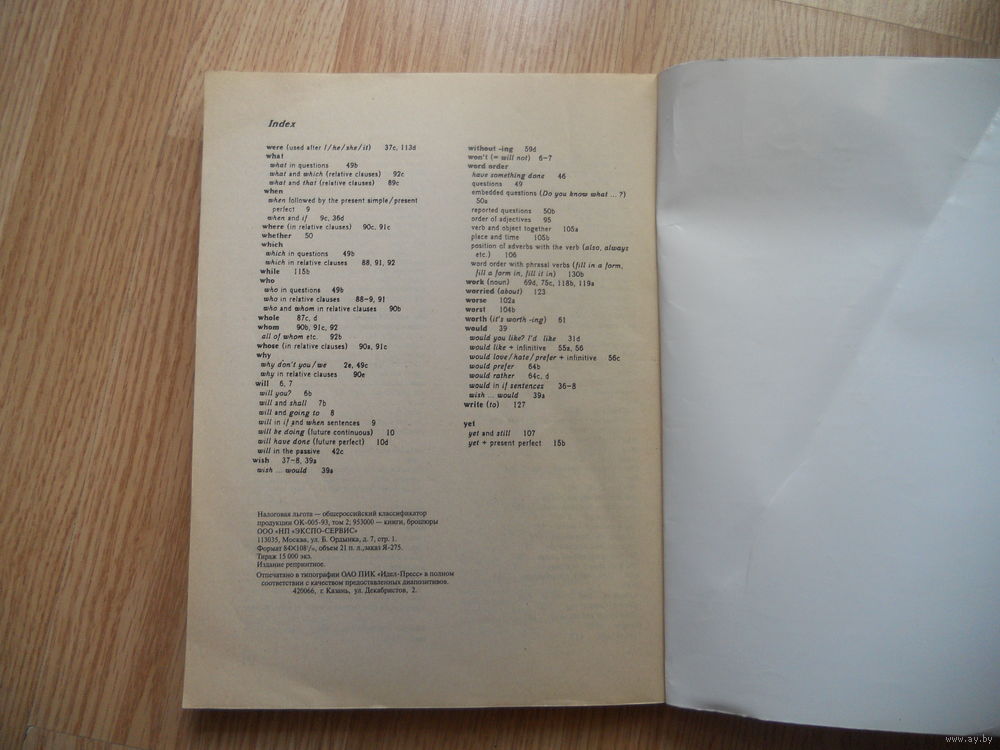 Index
were (used after I/he/she/it) 37c, 113d
what
what in questions 49b
what and which (relative clauses) 92c
what and that (relative clauses) 89c
when
when followed by the present simple/present
perfect 9
when and if 9c, 36d
where (in relative clauses) 90c, 91c
whether 50
which
which in questions 49b
which in relative clauses 88, 91, 92
while 115b
who
who in questions 49b
who in relative clauses 88-9, 91
who and whom in relative clauses 90b
whole 87c, d
whom 90b, 91c, 92
all of whom etc. 92b
whose (in relative clauses) 90a, 91c
why
why don't you/we 2e, 49c
why in relative clauses 90e
will 6, 7
will you? 6b
will and shall 7b
will and going to 8
will in if and when sentences 9
will be doing (future continuous) 10
will have done (future perfect) 10d
will in the passive 42c
wish 37-8, 39a
wish ... would 39a
without -ing 59d
won't (= will not) 6-7
word order
have something done 46
questions 49
embedded questions (Do you know what ... ?)
50a
reported questions 50b
order of adjectives 95
verb and object together 105a
place and time 105b
position of adverbs with the verb (also, always
etc.) 106
word order with phrasal verbs (fill in a form,
fill a form in, fill it in) 130b
work (noun) 69d, 75c, 118b, 119a
worried (about) 123
worse 102a
worst 104b
worth (it's worth -ing) 61
would 39
would you like? I'd like 31d
would like + infinitive 55a, 56
would love/hate/prefer + infinitive 56c
would prefer 64b
would rather 64c, d
would in if sentences 36-8
wish ... would 39a
write (to) 127
yet
yet and still 107
yet + present perfect 15b
Налоговая льгота — общероссийский классификатор
продукции ОК-005-93, том 2; 953000 — книги, брошюры
ООО «НП «ЭКСПО-СЕРВИС»
113035, Москва, ул. Б. Ордынка, д. 7, стр. 1.
Формат 84×108¹/₁₆, объем 21 п. л.,заказ Я-275.
Тираж 15 000 экз.
Издание репринтное.
Отпечатано в типографии ОАО ПИК «Идел-Пресс» в полном
соответствии с качеством предоставленных диапозитивов.
420066, г. Казань, ул. Декабристов, 2.
www.ay.by